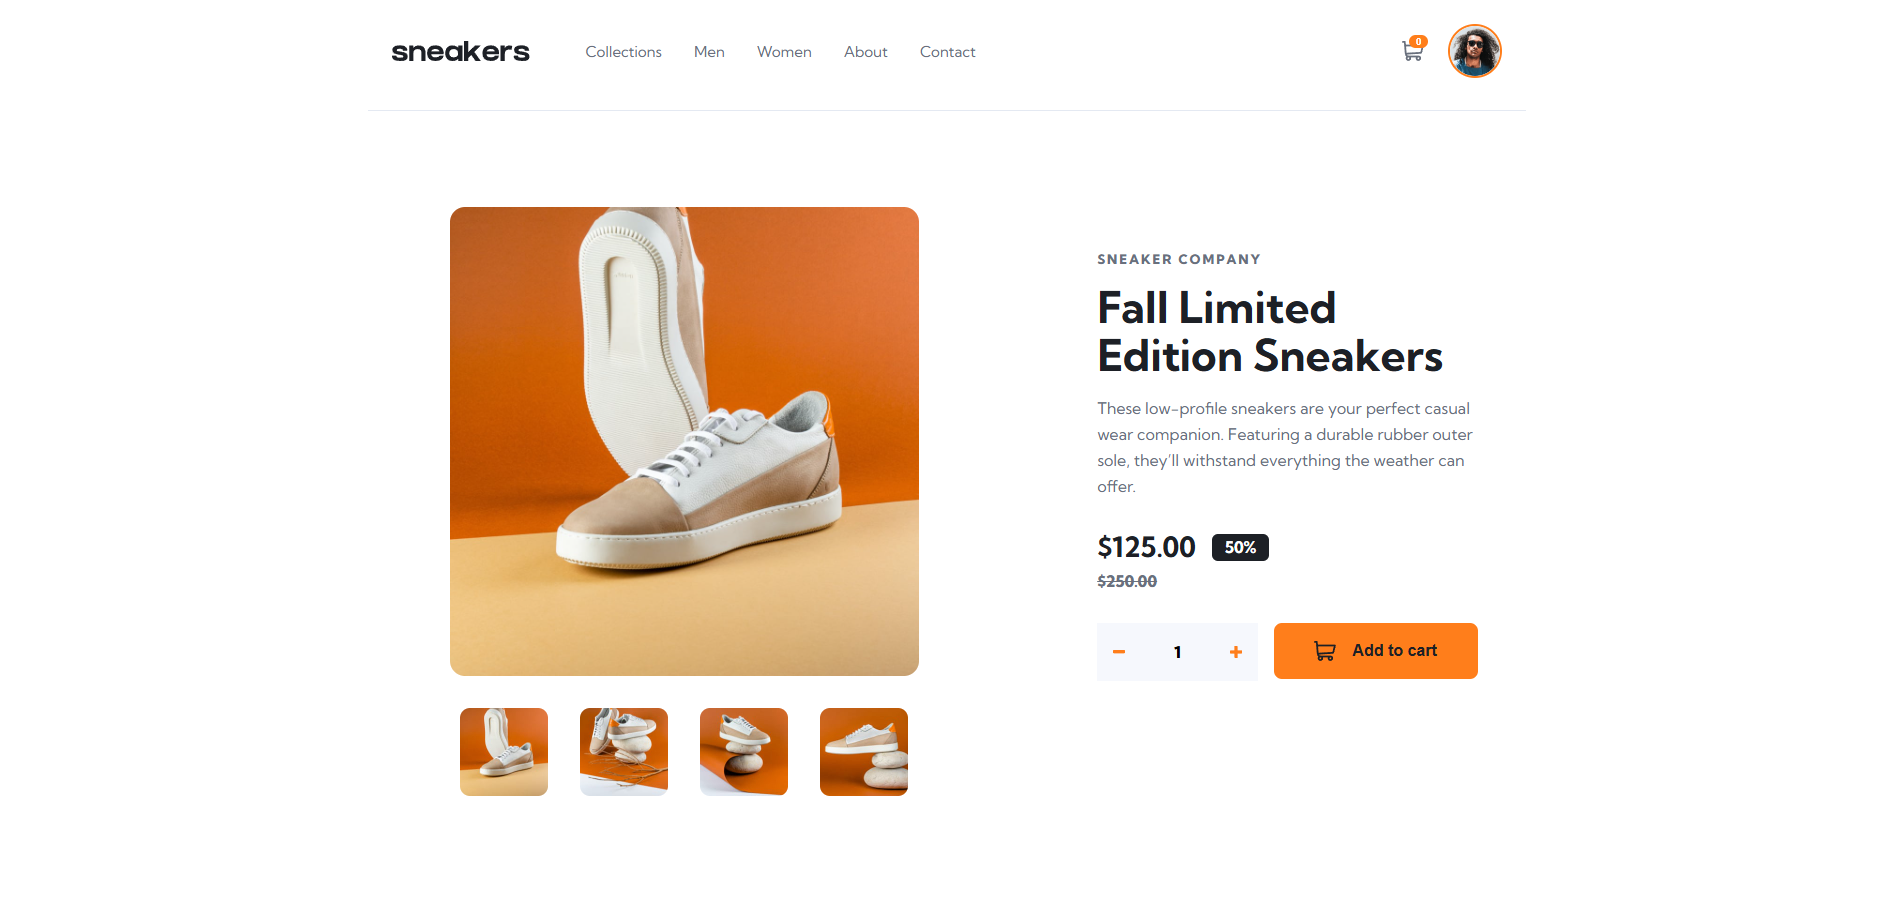 sneakers
Collections Men Women About Contact
0
SNEAKER COMPANY
Fall Limited
Edition Sneakers
These low-profile sneakers are your perfect casual
wear companion. Featuring a durable rubber outer
sole, they’ll withstand everything the weather can
offer.
$125.00 50%
$250.00
1
Add to cart